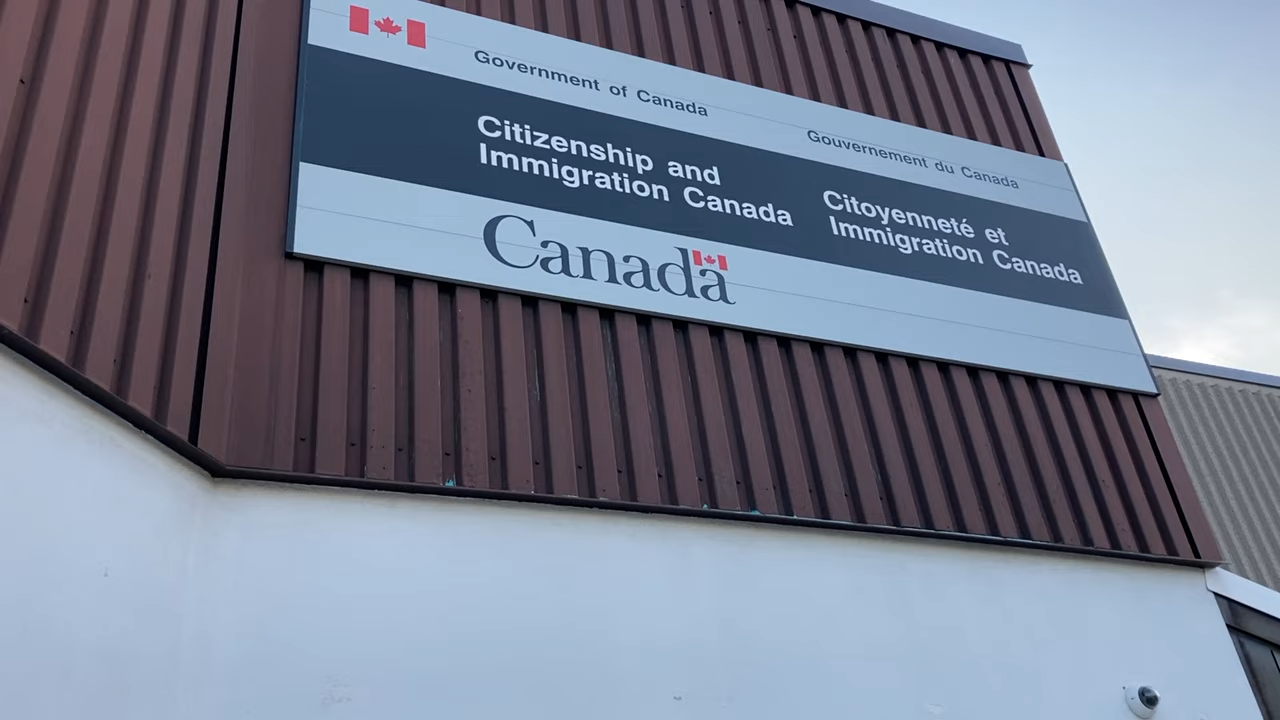 Government of Canada
Gouvernement du Canada
Citizenship and
Immigration Canada
Citoyenneté et
Immigration Canada
Canada